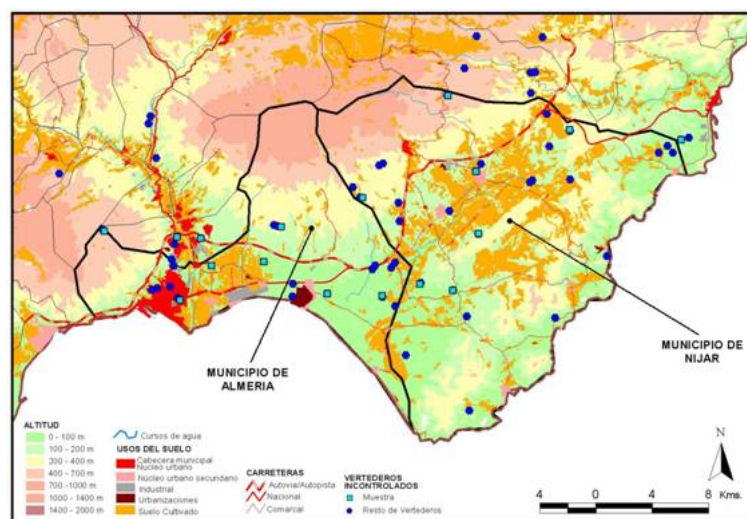 MUNICIPIO DE
ALMERIA
MUNICIPIO DE
NIJAR
ALTITUD
0 - 100 m
100 - 200 m
200 - 400 m
400 - 700 m
700 -1000 m
1000 - 1400 m
1400 - 2000 m
Cursos de agua
USOS DEL SUELO
Cabecera municipal
Núcleo urbano
Núcleo urbano secundario
Industrial
Urbanizaciones
Suelo Cultivado
CARRETERAS
Autovia/Autopista
Nacional
Comarcal
VERTEDEROS
INCONTROLADOS
Muestra
Resto de Vertederos
N
4 0 4 8 Kms.